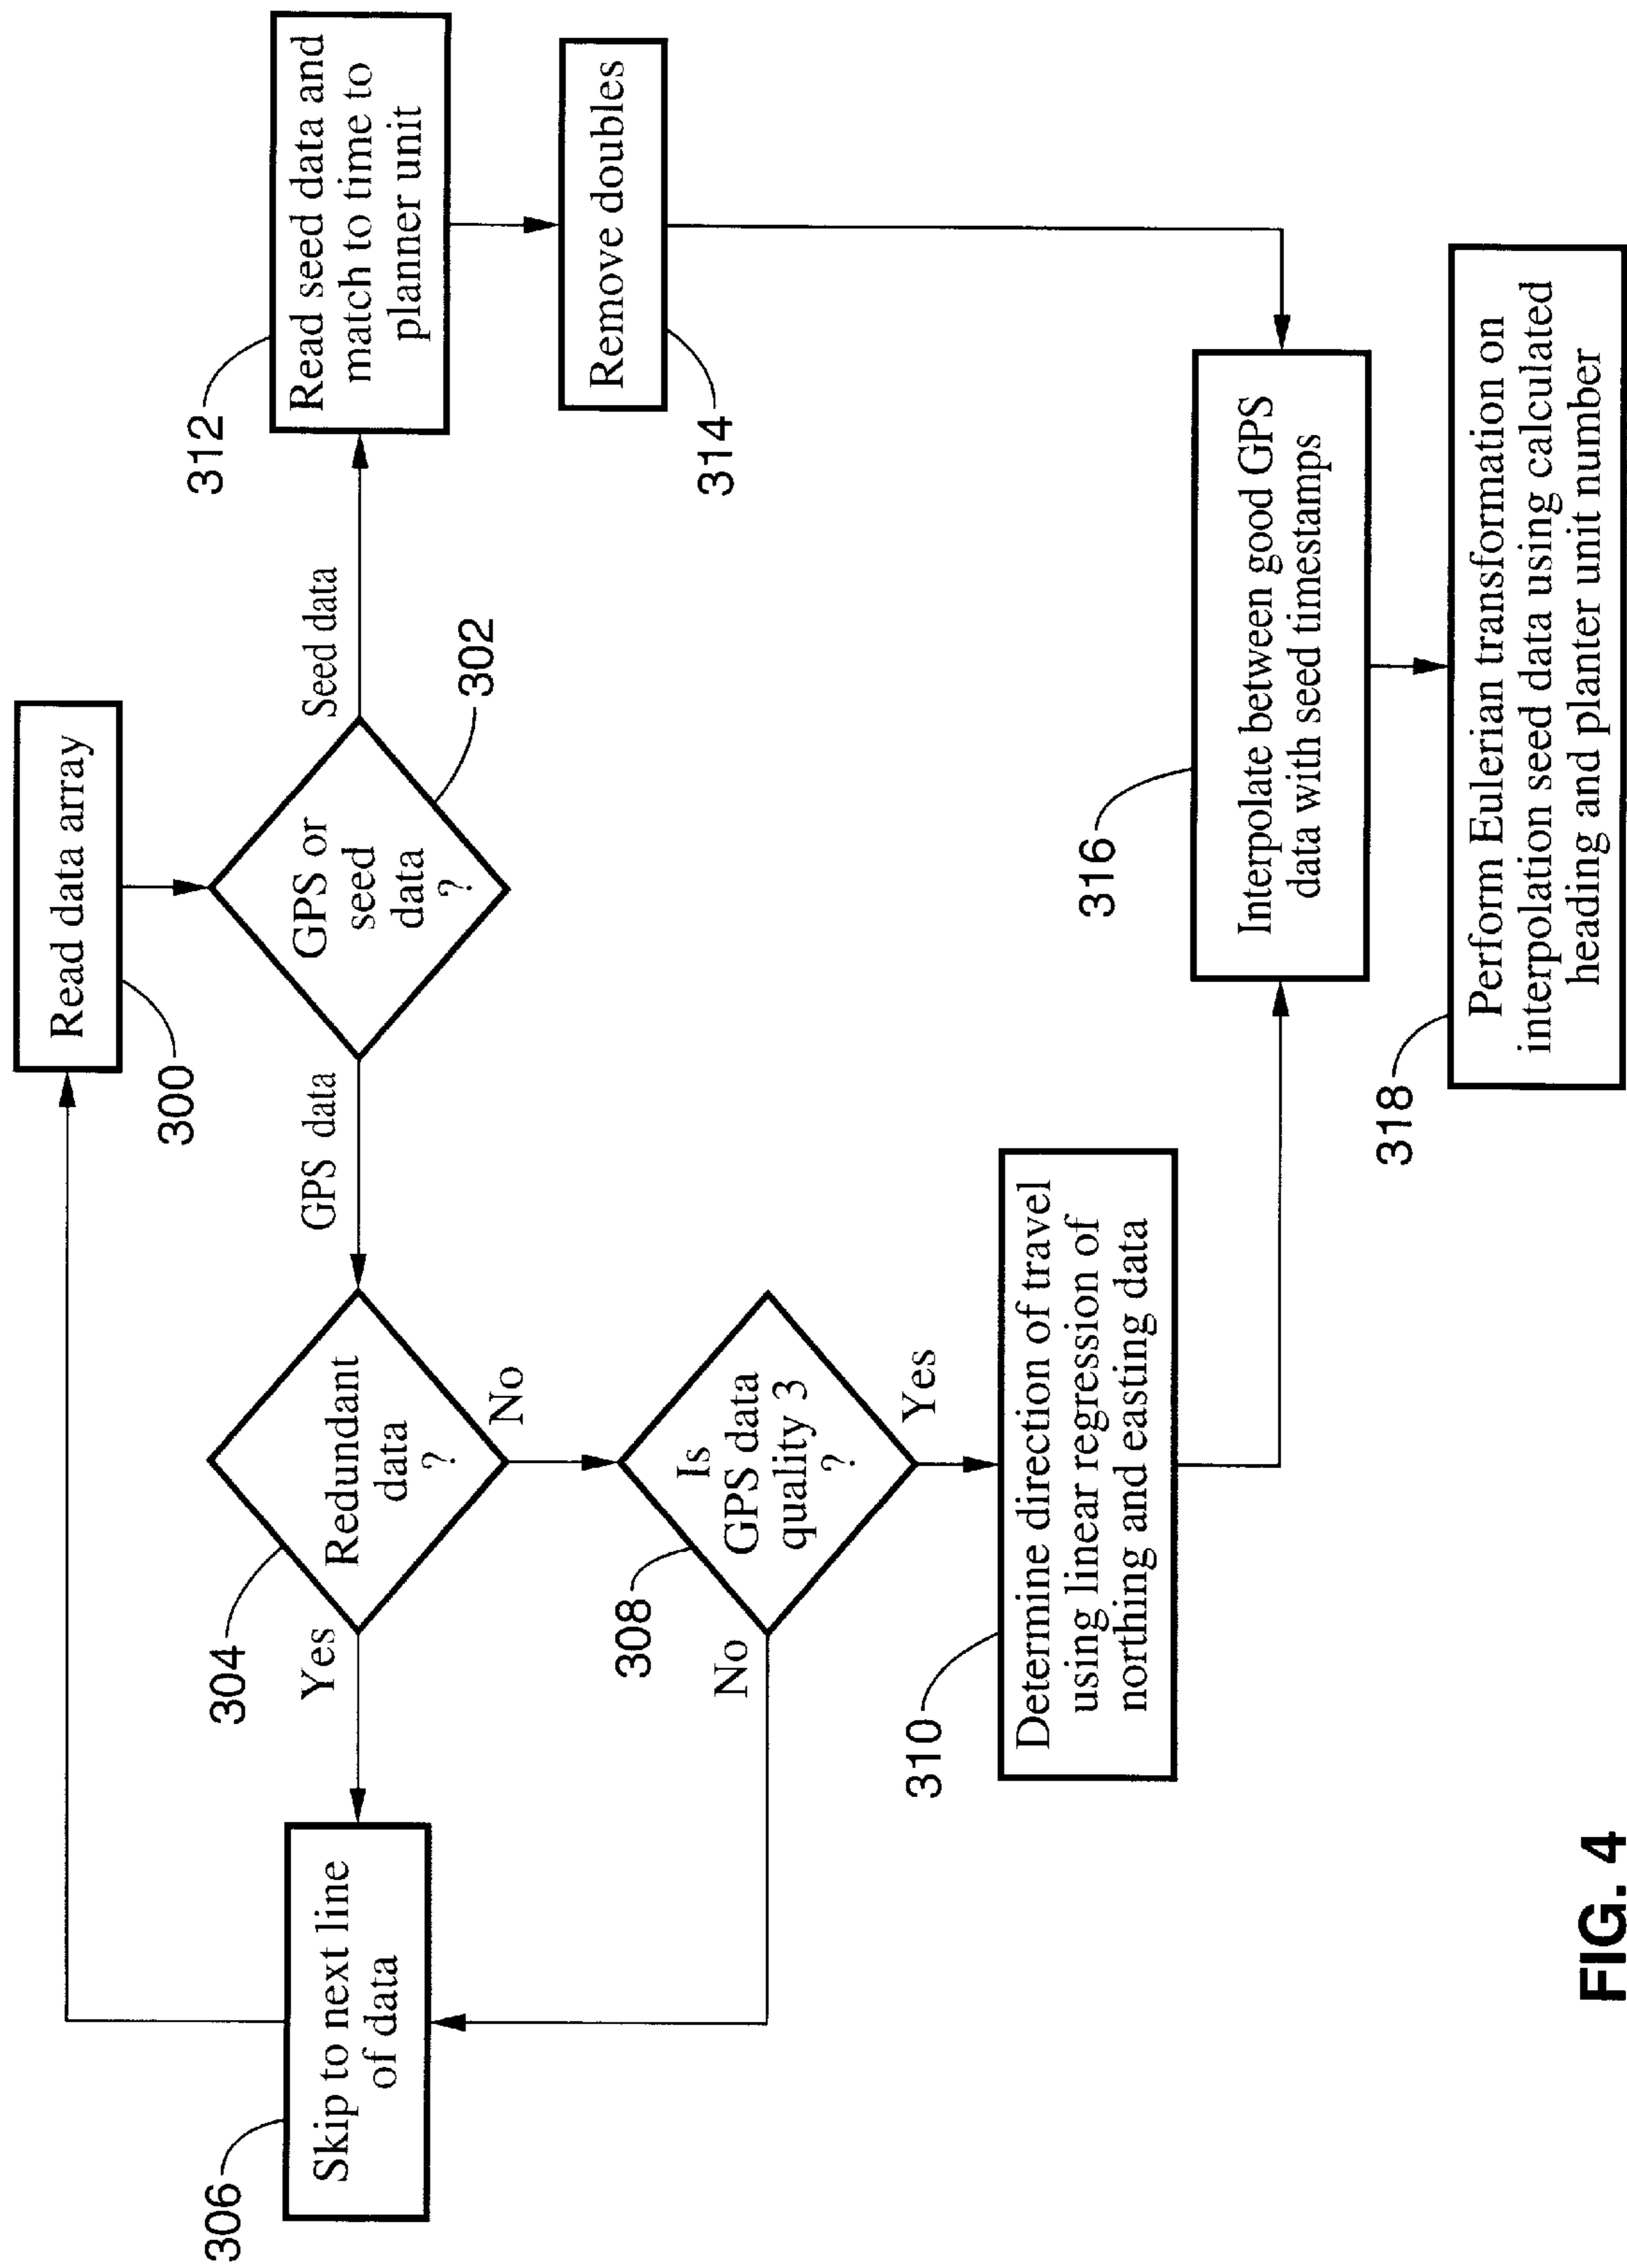 Read data array
300
GPS or
seed
data
?
302
GPS data
Seed data
Redundant
data
?
304
Yes
No
Skip to next line
of data
306
Is
GPS data
quality 3
?
308
No
Yes
Determine direction of travel
using linear regression of
northing and easting data
310
Read seed data and
match to time to
planner unit
312
Remove doubles
314
Interpolate between good GPS
data with seed timestamps
316
Perform Eulerian transformation on
interpolation seed data using calculated
heading and planter unit number
318
FIG. 4